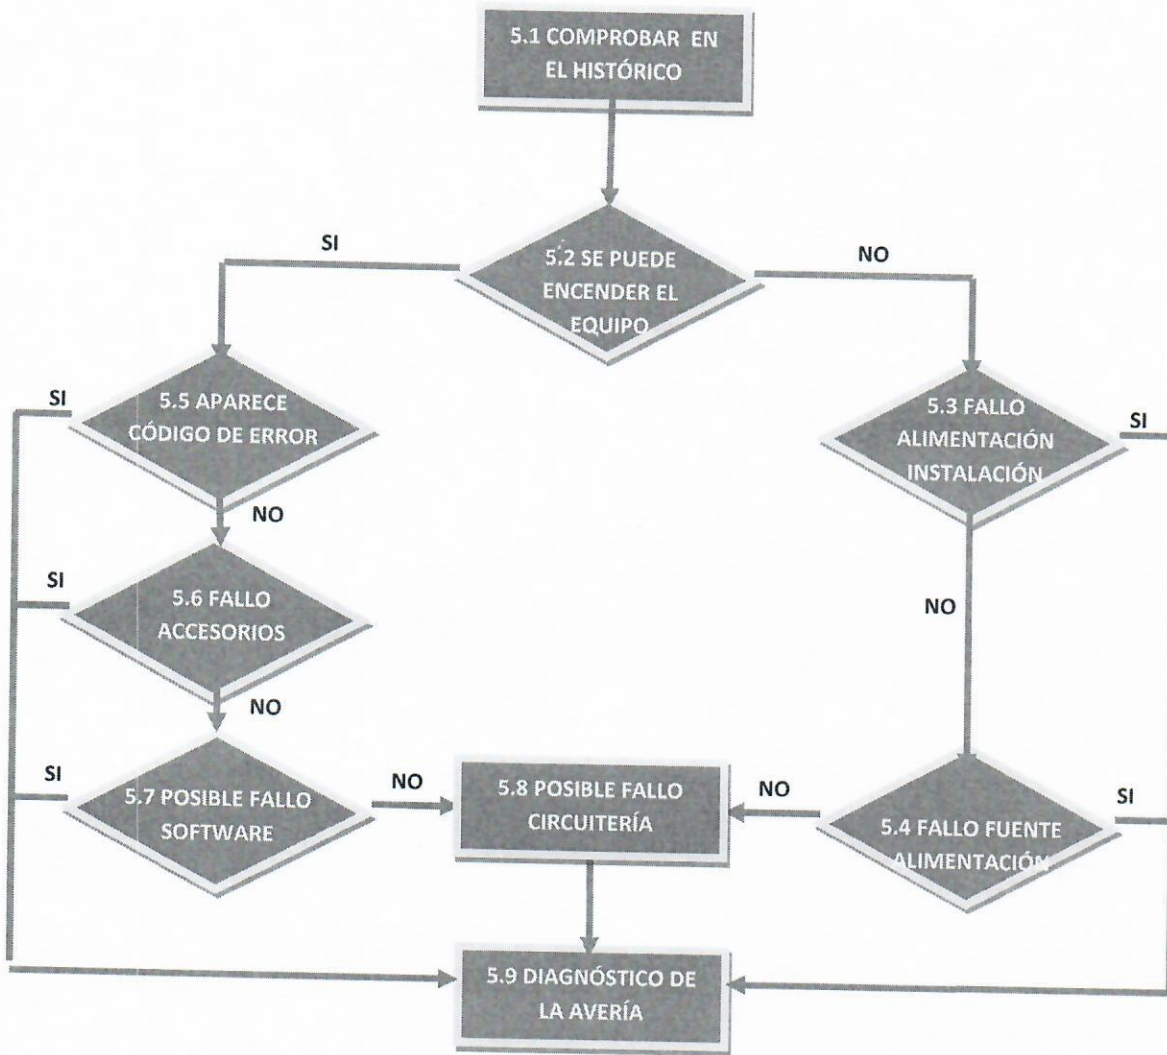 5.1 COMPROBAR EN
EL HISTÓRICO
SI
5.2 SE PUEDE
ENCENDER EL
EQUIPO
NO
SI
5.5 APARECE
CÓDIGO DE ERROR
NO
5.3 FALLO
ALIMENTACIÓN
INSTALACIÓN
SI
SI
5.6 FALLO
ACCESORIOS
NO
NO
SI
5.7 POSIBLE FALLO
SOFTWARE
NO
5.8 POSIBLE FALLO
CIRCUITERÍA
NO
5.4 FALLO FUENTE
ALIMENTACIÓN
SI
5.9 DIAGNÓSTICO DE
LA AVERÍA